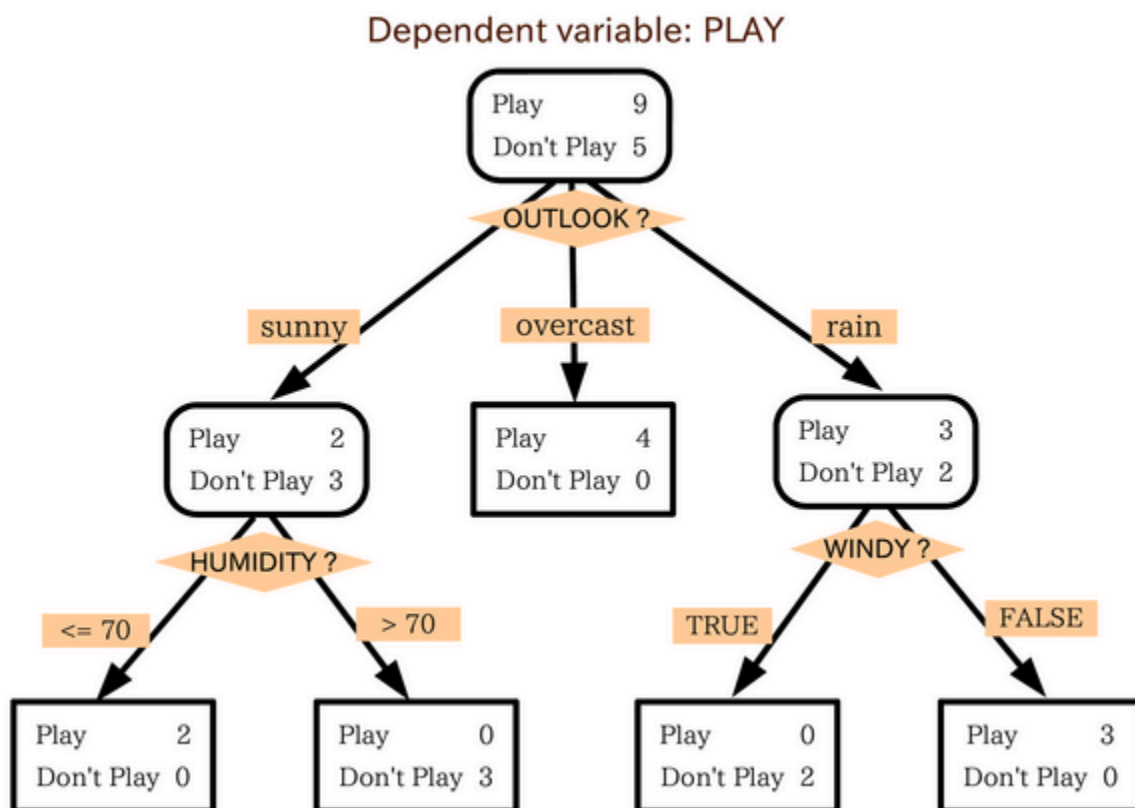 Dependent variable: PLAY
Play 9
Don't Play 5
OUTLOOK ?
sunny
overcast
rain
Play 2
Don't Play 3
Play 4
Don't Play 0
Play 3
Don't Play 2
HUMIDITY ?
WINDY ?
<= 70
> 70
TRUE
FALSE
Play 2
Don't Play 0
Play 0
Don't Play 3
Play 0
Don't Play 2
Play 3
Don't Play 0